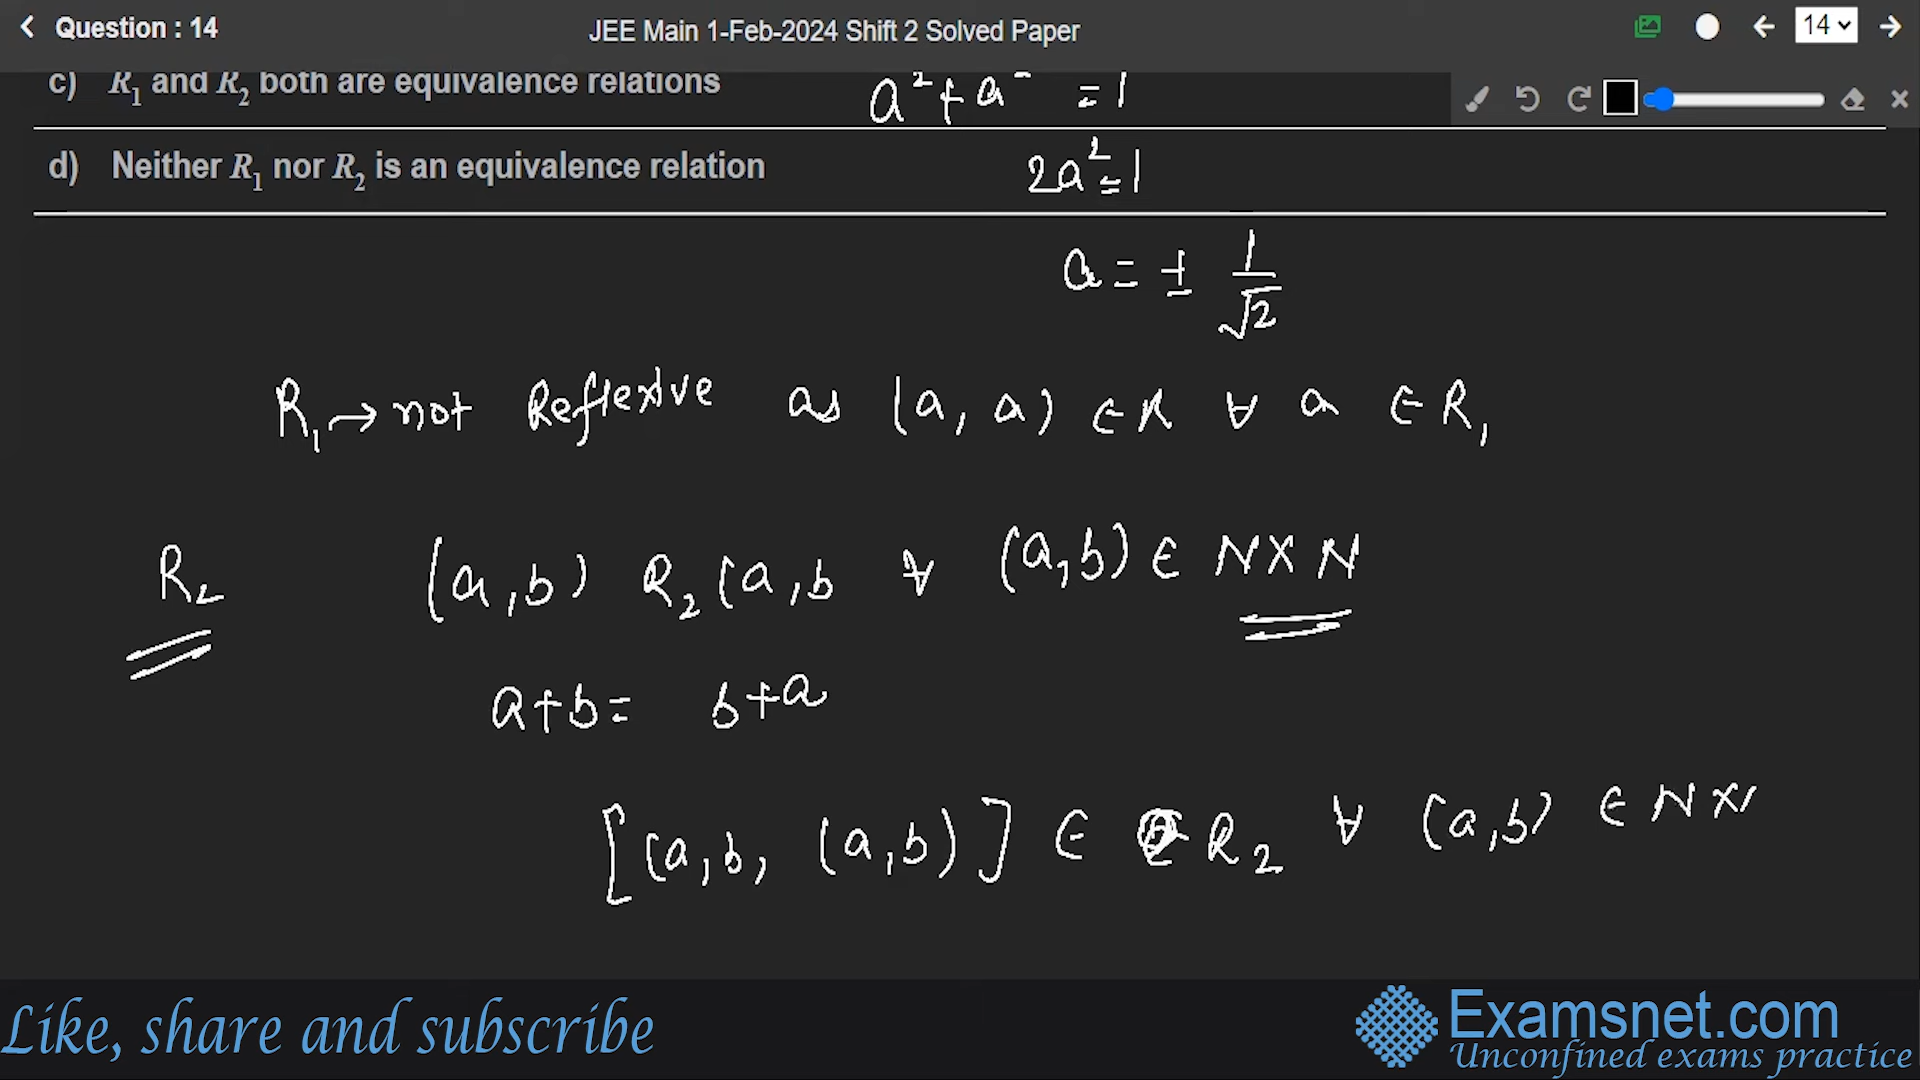 Question : 14
JEE Main 1-Feb-2024 Shift 2 Solved Paper
14
c) R₁ and R₂ both are equivalence relations
a² + a² = 1
d) Neither R₁ nor R₂ is an equivalence relation
2a² = 1
a = ± 1/√2
R₁ → not Reflexive as (a, a) ∈ R ∀ a ∈ R₁
R₂ (a,b) R₂ (a,b ∀ (a,b) ∈ N X N
a+b = b+a
[(a,b, (a,b)] ∈ R₂ ∀ (a,b) ∈ N X N
Like, share and subscribe
Examsnet.com
Unconfined exams practice